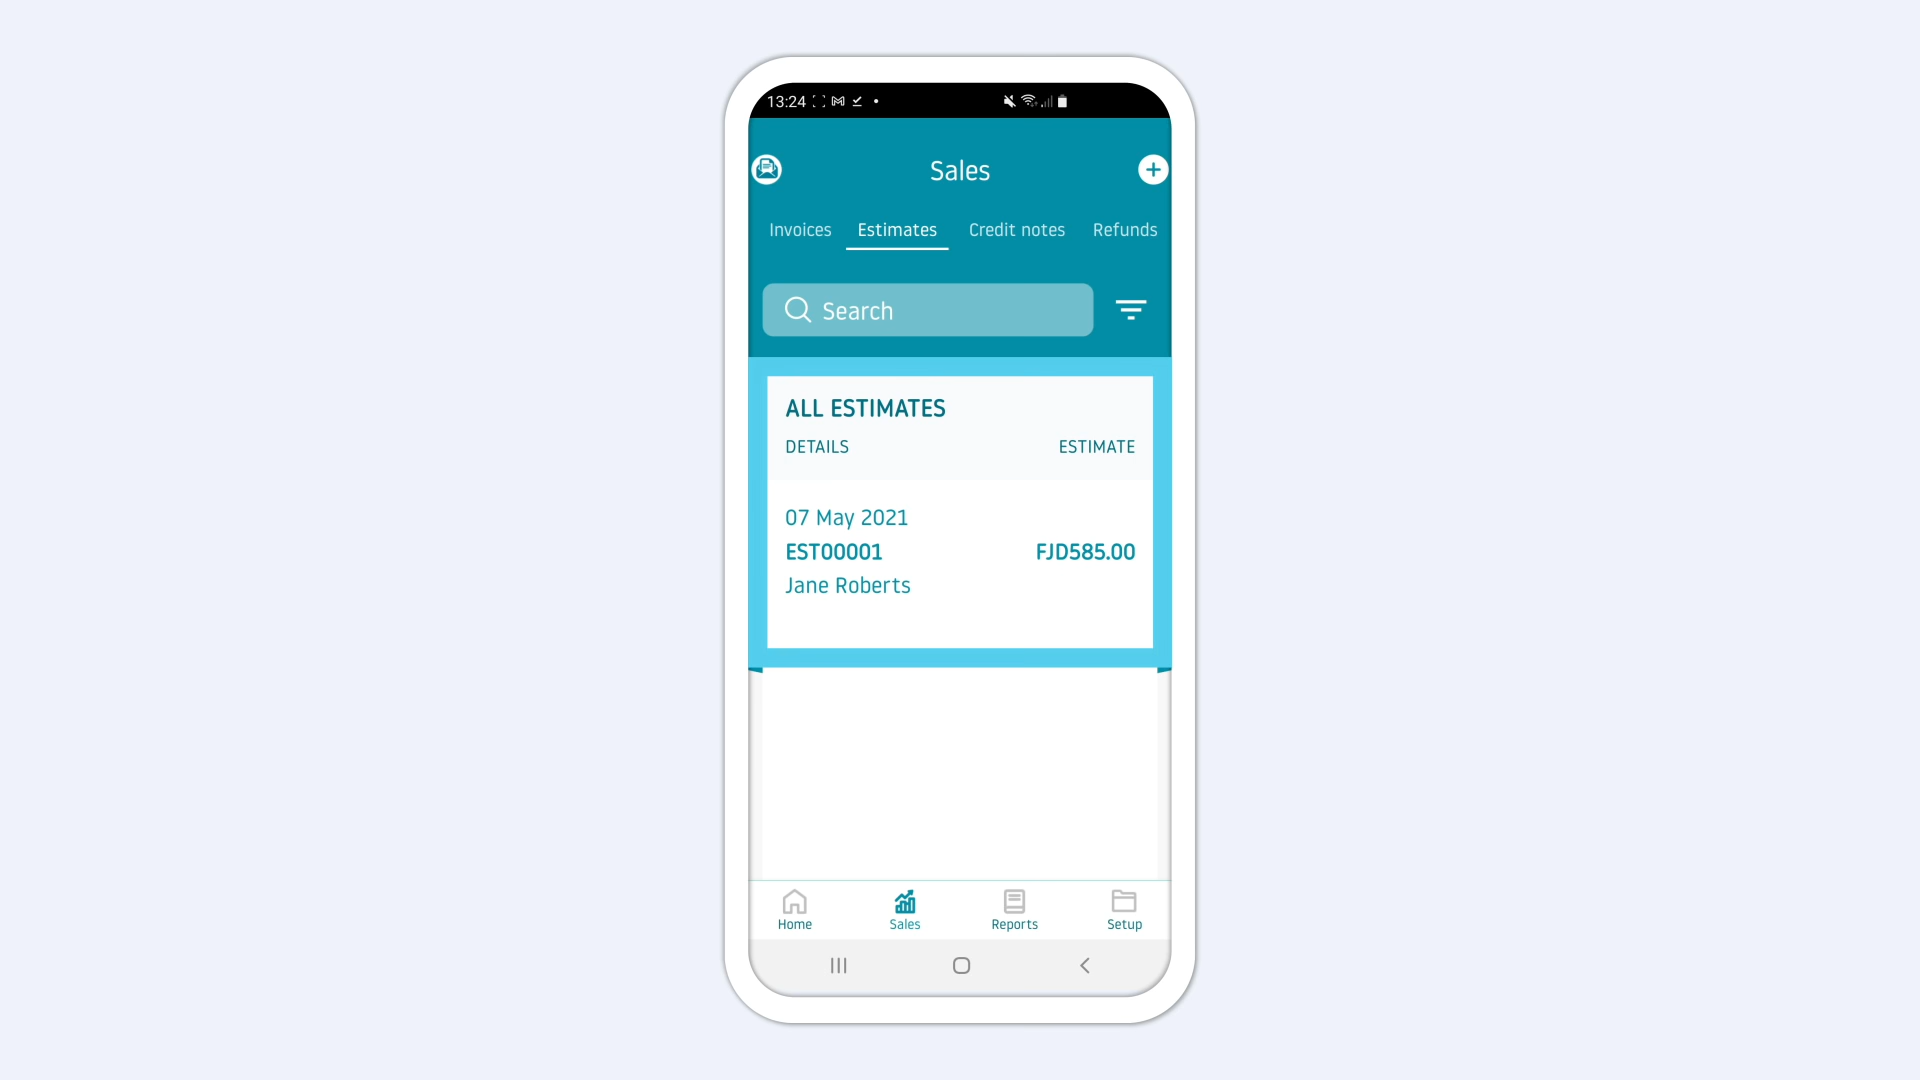 13:24
Sales
Invoices Estimates Credit notes Refunds
Search
ALL ESTIMATES
DETAILS ESTIMATE
07 May 2021
EST00001 FJD585.00
Jane Roberts
Home Sales Reports Setup